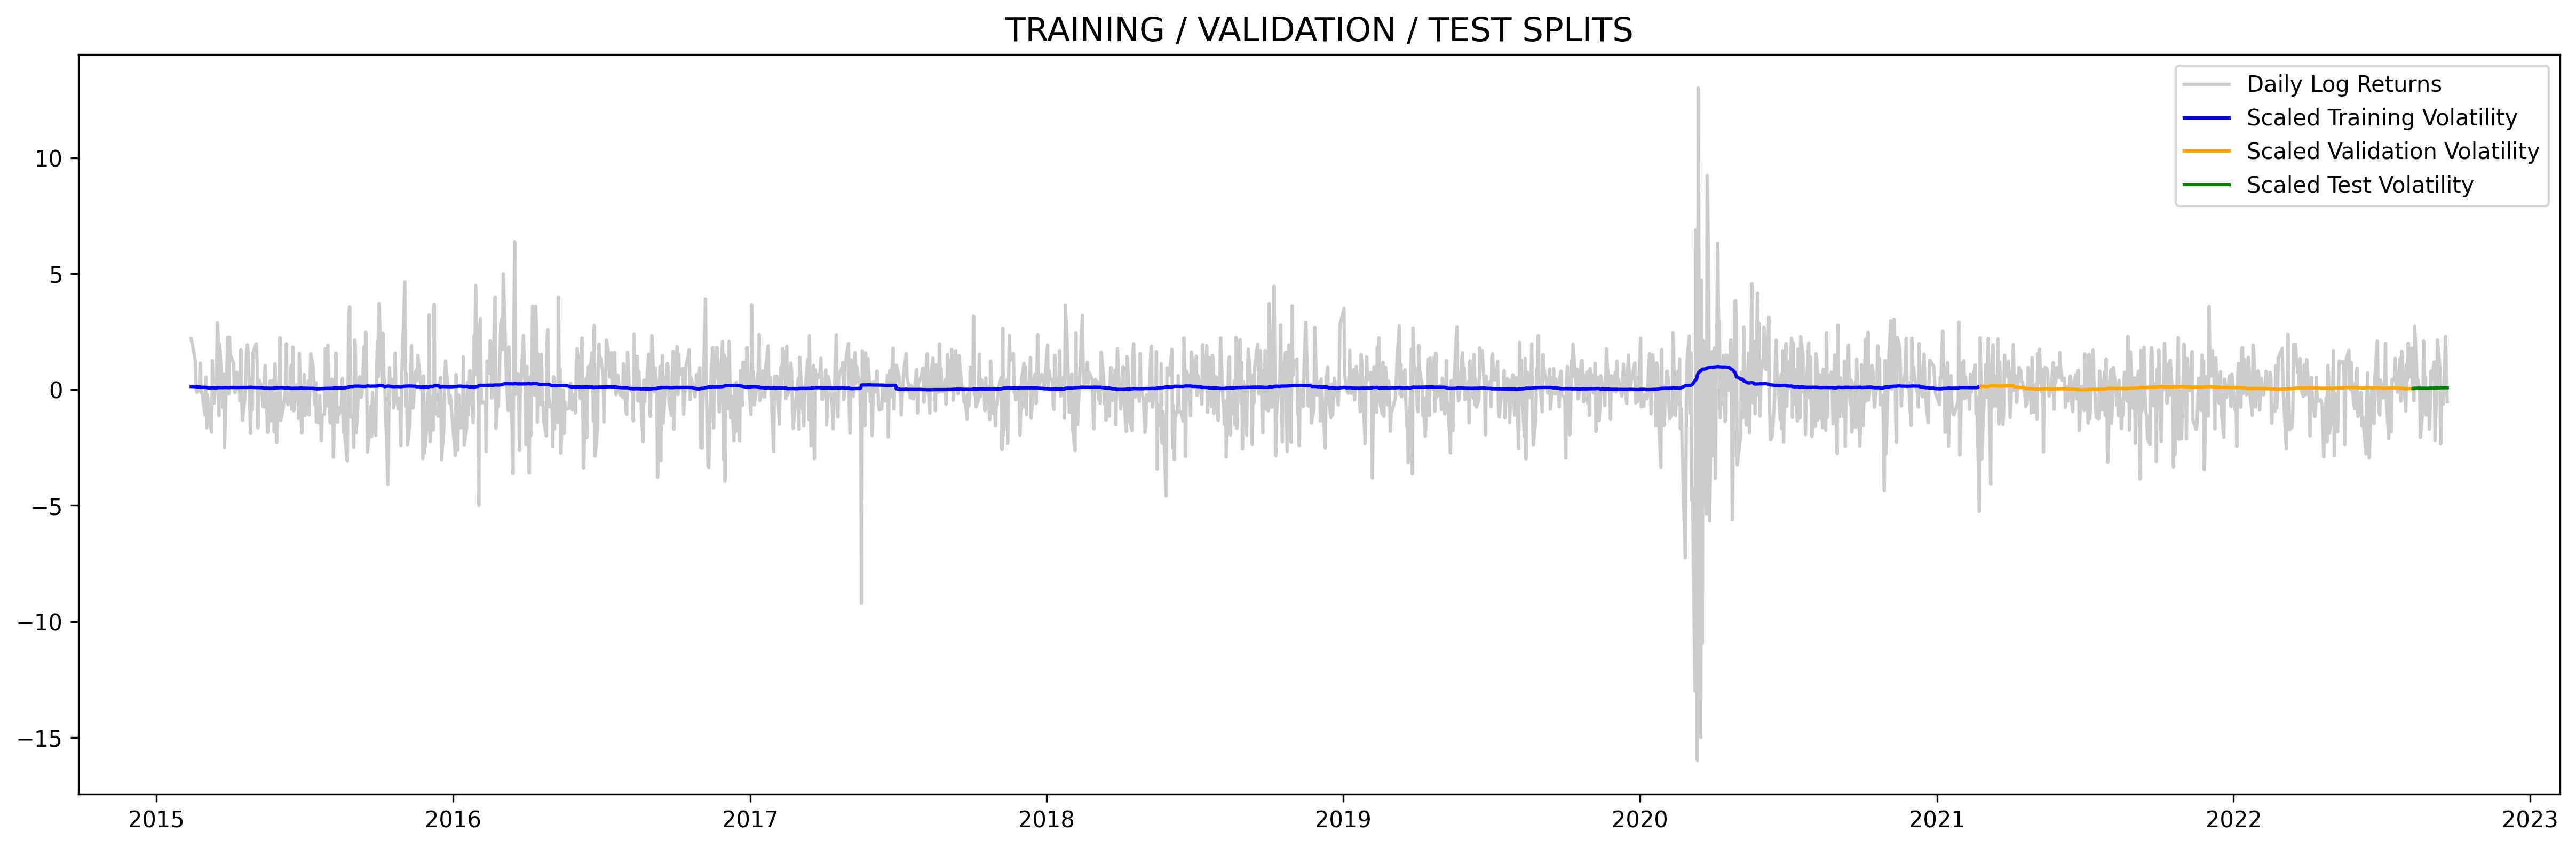 TRAINING / VALIDATION / TEST SPLITS
Daily Log Returns
Scaled Training Volatility
Scaled Validation Volatility
Scaled Test Volatility
10
5
0
−5
−10
−15
2015 2016 2017 2018 2019 2020 2021 2022 2023